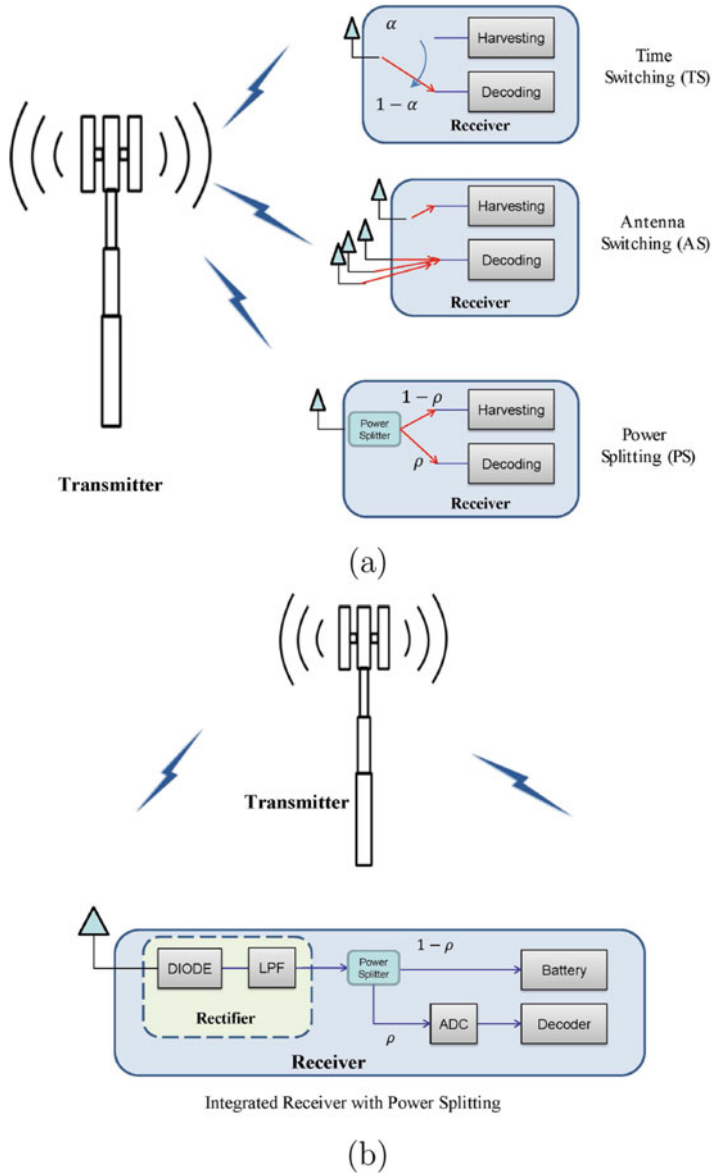 α
Harvesting
Time
Switching (TS)
1 − α
Decoding
Receiver
Harvesting
Antenna
Switching (AS)
Decoding
Receiver
1 − ρ
Power
Splitter
Harvesting
Power
Splitting (PS)
ρ
Decoding
Receiver
Transmitter
(a)
Transmitter
1 − ρ
DIODE
LPF
Power
Splitter
Battery
Rectifier
ρ
ADC
Decoder
Receiver
Integrated Receiver with Power Splitting
(b)